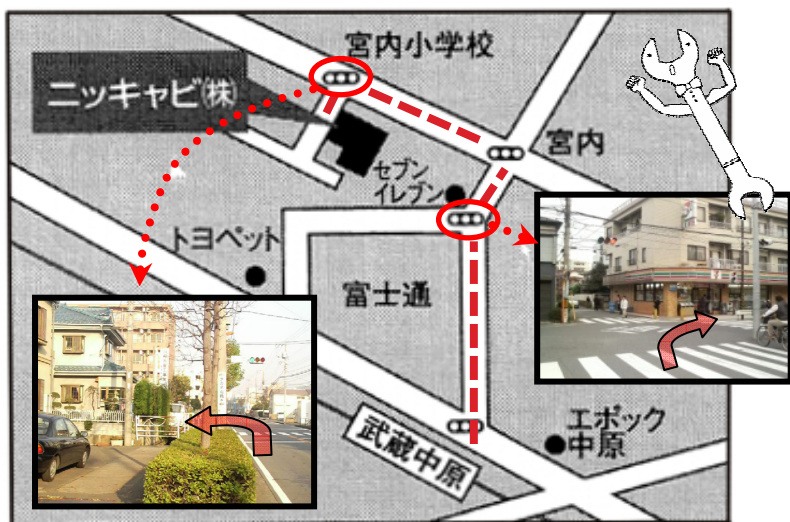 宮内小学校
ニッキャビ㈱
宮内
セブン
イレブン
トヨペット
富士通
エポック
中原
武蔵中原